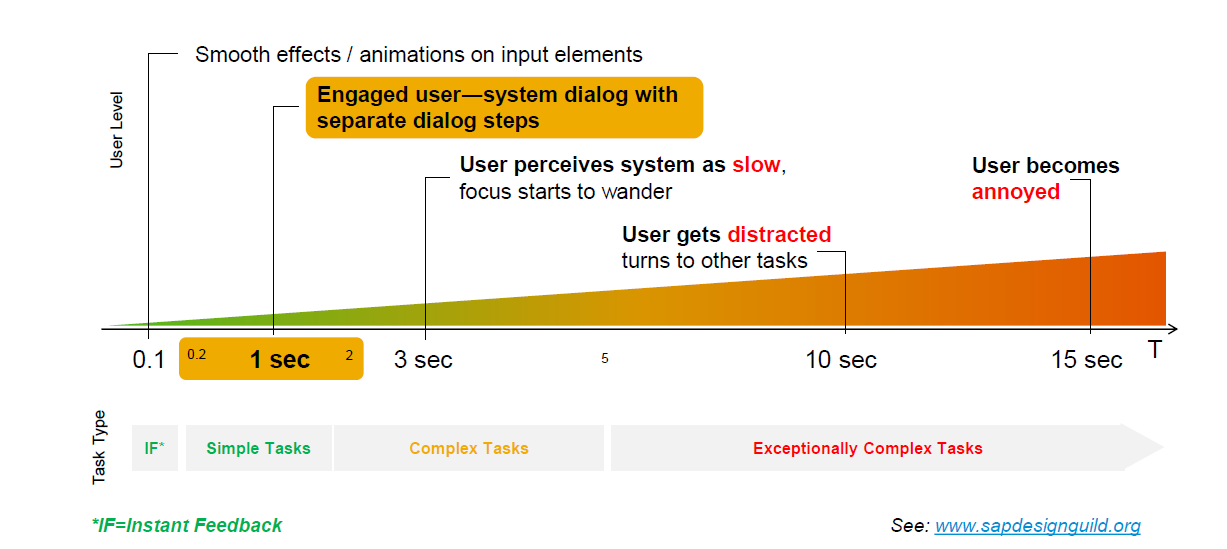 Smooth effects / animations on input elements
User Level
Engaged user—system dialog with
separate dialog steps
User perceives system as slow,
focus starts to wander
User becomes
annoyed
User gets distracted
turns to other tasks
0.1 0.2 1 sec 2 3 sec 5 10 sec 15 sec T
Task Type
IF* Simple Tasks Complex Tasks Exceptionally Complex Tasks
*IF=Instant Feedback
See: www.sapdesignguild.org